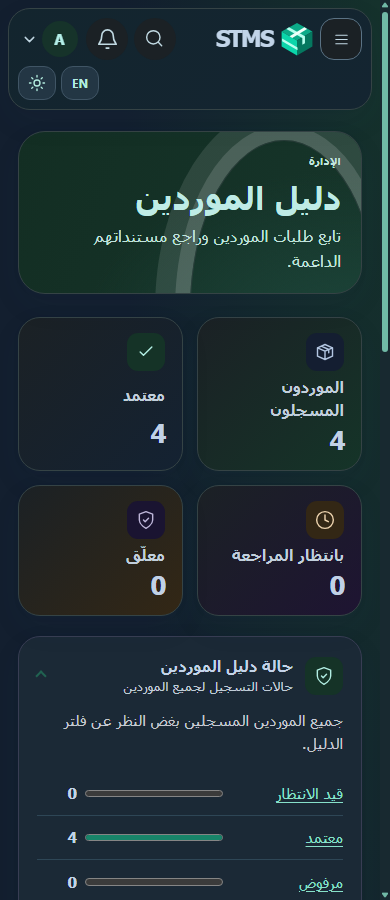 STMS
A
EN
الإدارة
دليل الموردين
تابع طلبات الموردين وراجع مستنداتهم
الداعمة.
الموردون
المسجلون
4
معتمد
4
بانتظار المراجعة
0
معلّق
0
حالة دليل الموردين
حالات التسجيل لجميع الموردين
جميع الموردين المسجلين بغض النظر عن فلتر
الدليل.
قيد الانتظار 0
معتمد 4
مرفوض 0